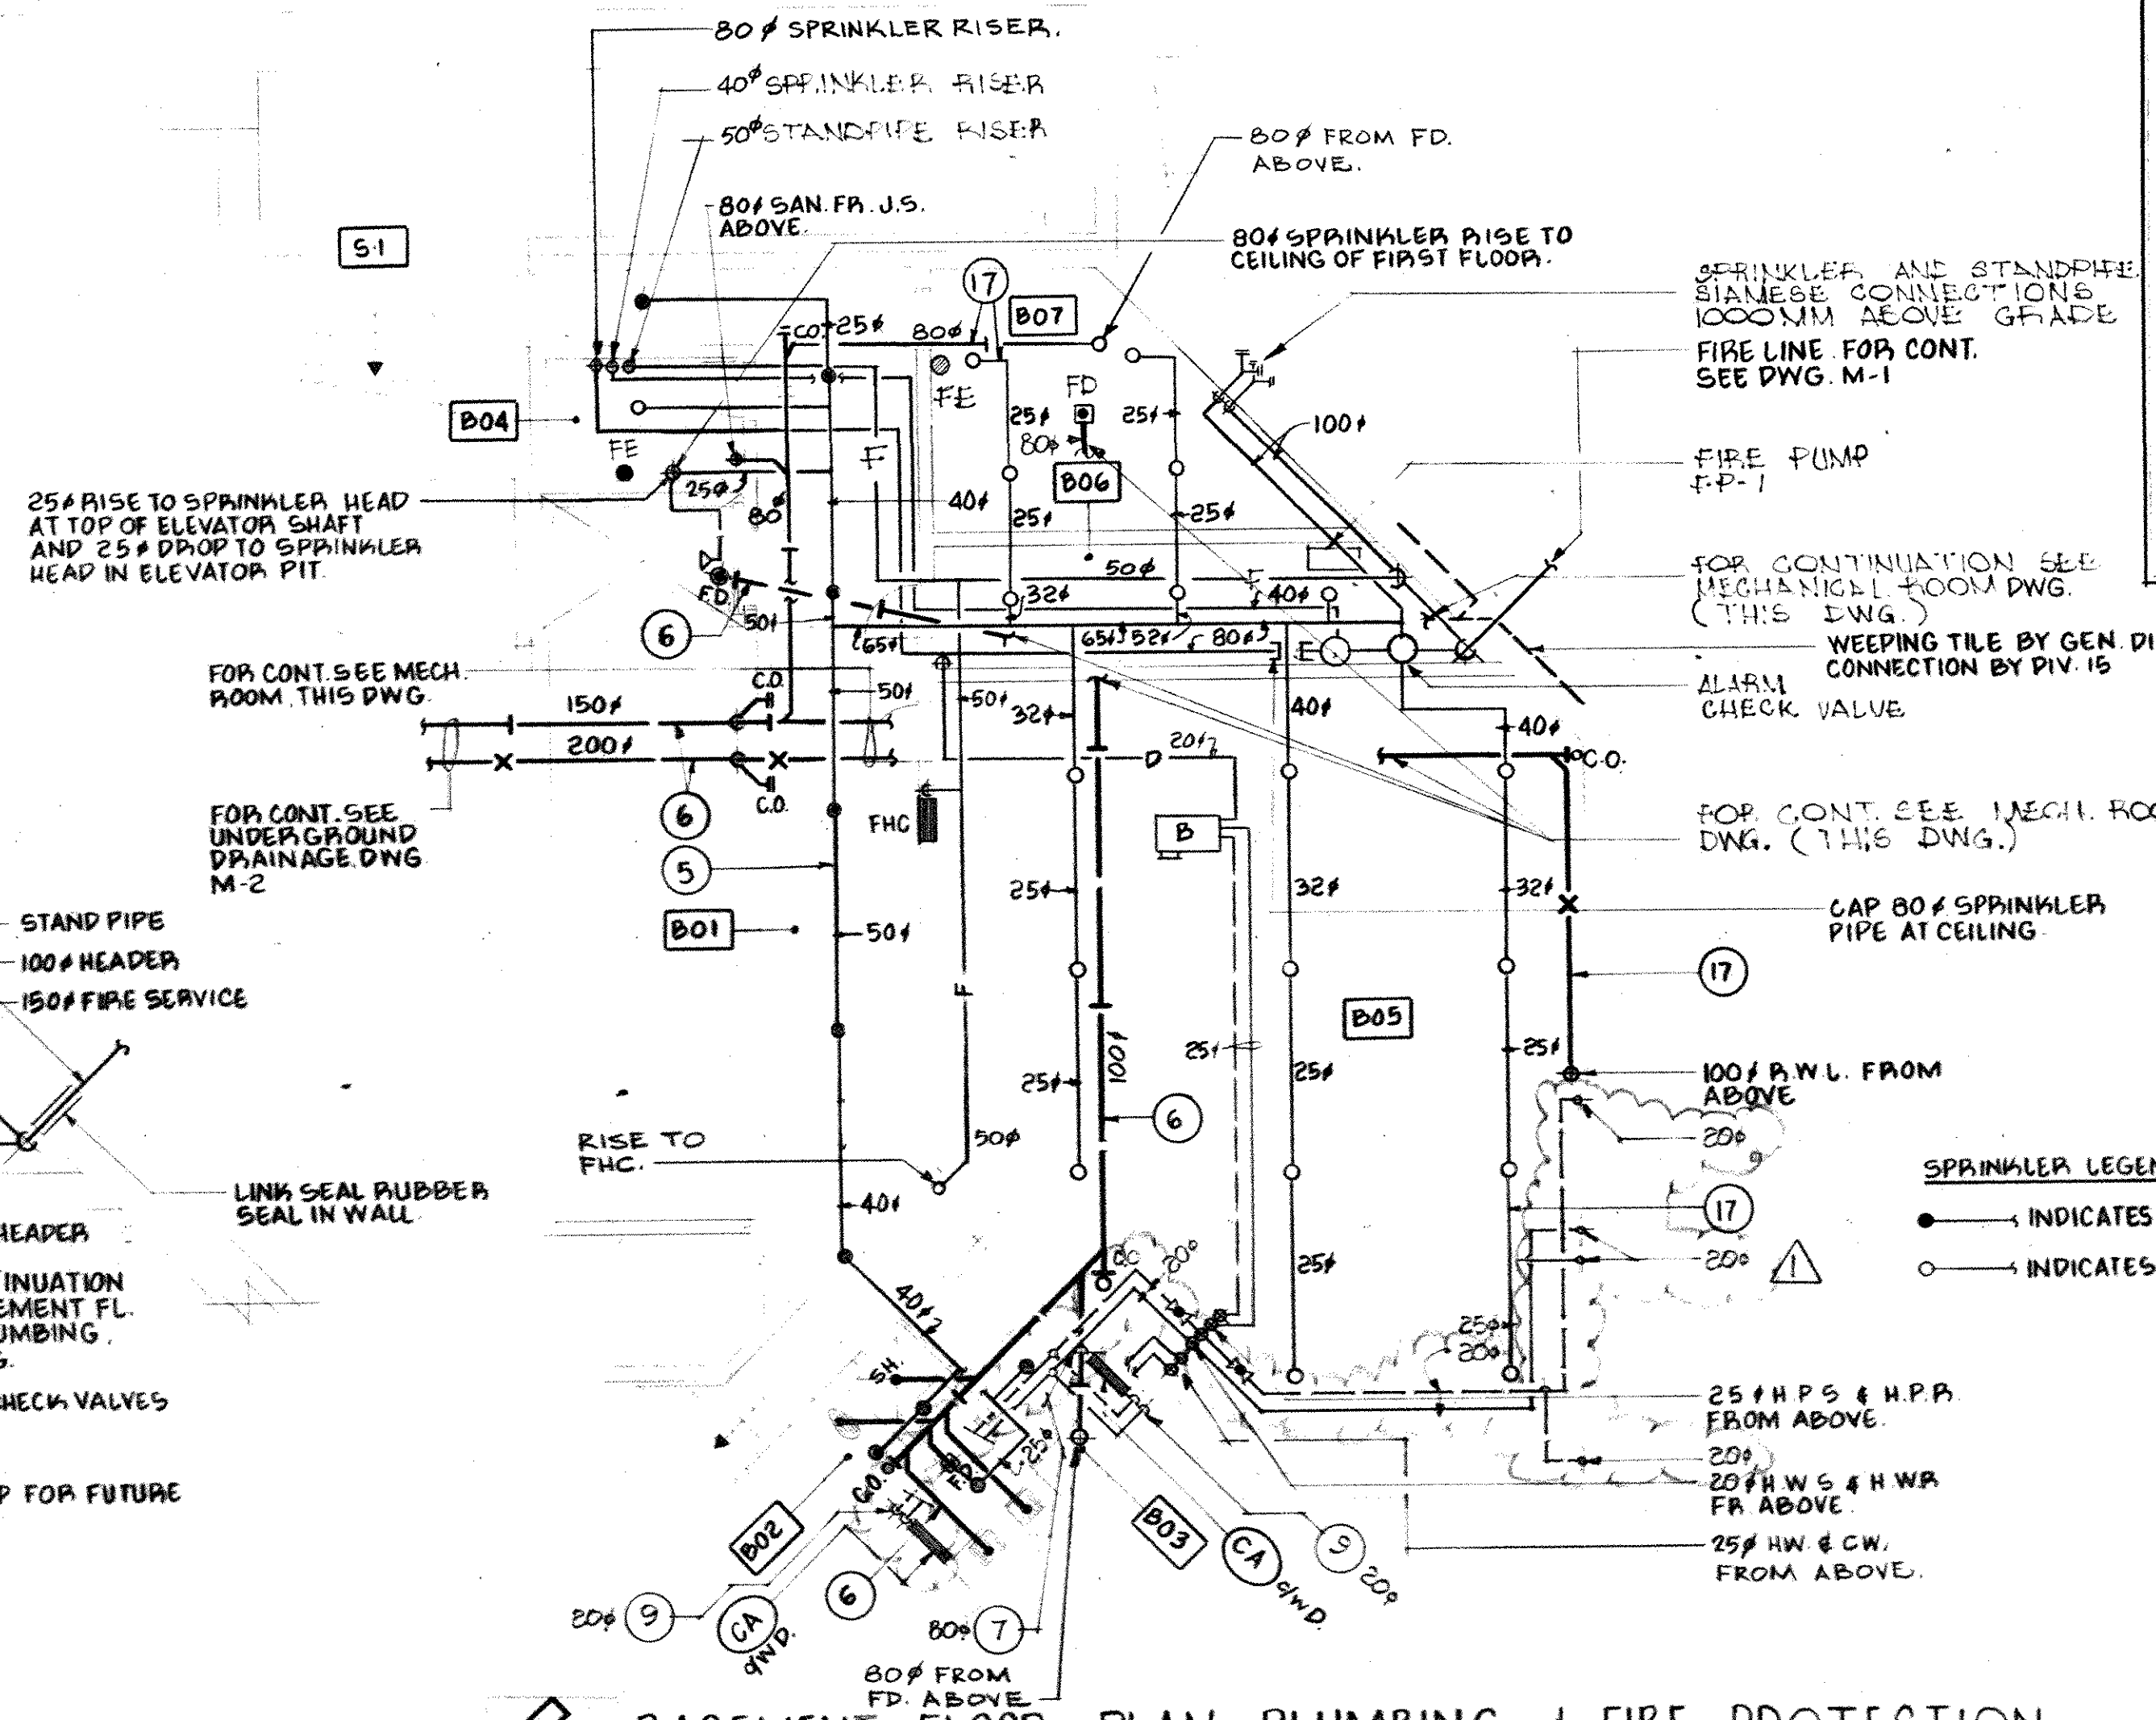 80 ø SPRINKLER RISER.
40ø SPRINKLER RISER
50ø STANDPIPE RISER
80ø SAN. FR. J.S.
ABOVE.
80ø FROM FD.
ABOVE.
80ø SPRINKLER RISE TO
CEILING OF FIRST FLOOR.
SPRINKLER AND STANDPIPE
SIAMESE CONNECTIONS
1000MM ABOVE GRADE
FIRE LINE FOR CONT.
SEE DWG. M-1
S-1
17
B07
C.O.
25ø
80ø
FE
FD
25ø
25ø
80ø
100ø
B04
FE
F
B06
FIRE PUMP
F.P-1
25ø RISE TO SPRINKLER HEAD
AT TOP OF ELEVATOR SHAFT
AND 25ø DROP TO SPRINKLER
HEAD IN ELEVATOR PIT.
25ø
80ø
40ø
25ø
25ø
FOR CONTINUATION SEE
MECHANICAL ROOM DWG.
(THIS DWG.)
F.D.
50ø
F
32ø
40ø
6
50ø
65ø
65ø
52ø
80ø
E
WEEPING TILE BY GEN. DI
CONNECTION BY DIV. 15
FOR CONT. SEE MECH.
ROOM. THIS DWG.
C.O.
150ø
50ø
50ø
32ø
40ø
40ø
ALARM
CHECK VALVE
200ø
C.O.
D
20ø
C.O.
FOR CONT. SEE
UNDERGROUND
DRAINAGE DWG
M-2
6
5
FHC
B
FOR CONT. SEE MECH. ROO
DWG. (THIS DWG.)
25ø
32ø
32ø
CAP 80ø SPRINKLER
PIPE AT CEILING
STAND PIPE
100ø HEADER
150ø FIRE SERVICE
B01
50ø
F
17
B05
25ø
100ø
25ø
25ø
25ø
100ø R.W.L. FROM
ABOVE
6
RISE TO
FHC.
50ø
20ø
LINK SEAL RUBBER
SEAL IN WALL
40ø
17
SPRINKLER LEGEN
INDICATES
INDICATES
HEADER
INUATION
EMENT FL.
UMBING.
CHECK VALVES
P FOR FUTURE
20ø
25ø
20ø
1
40ø
25ø
20ø
S.H.
25ø H P S & H.P.R.
FROM ABOVE.
25ø
20ø
20ø H W S & H WR
FR. ABOVE.
C.O.
F.D.
B02
B03
CA
9
20ø
C/W D.
25ø HW. & CW.
FROM ABOVE.
20ø
9
CA
C/W D.
6
80ø
7
80ø FROM
FD. ABOVE
BASEMENT FLOOR PLAN PLUMBING & FIRE PROTECTION